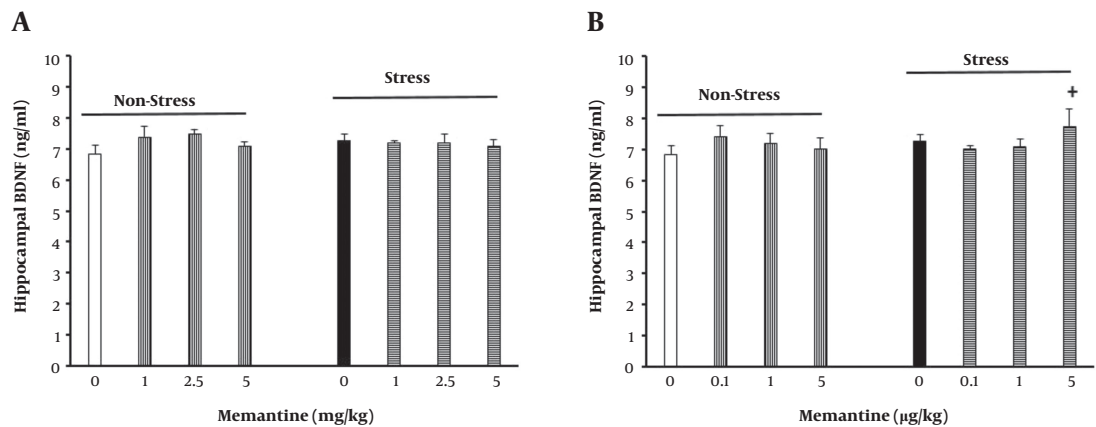 A
Hippocampal BDNF (ng/ml)
10
9
8
7
6
5
4
3
2
1
0
Non-Stress
Stress
0 1 2.5 5 0 1 2.5 5
Memantine (mg/kg)
B
Hippocampal BDNF (ng/ml)
10
9
8
7
6
5
4
3
2
1
0
Non-Stress
Stress
+
0 0.1 1 5 0 0.1 1 5
Memantine (µg/kg)